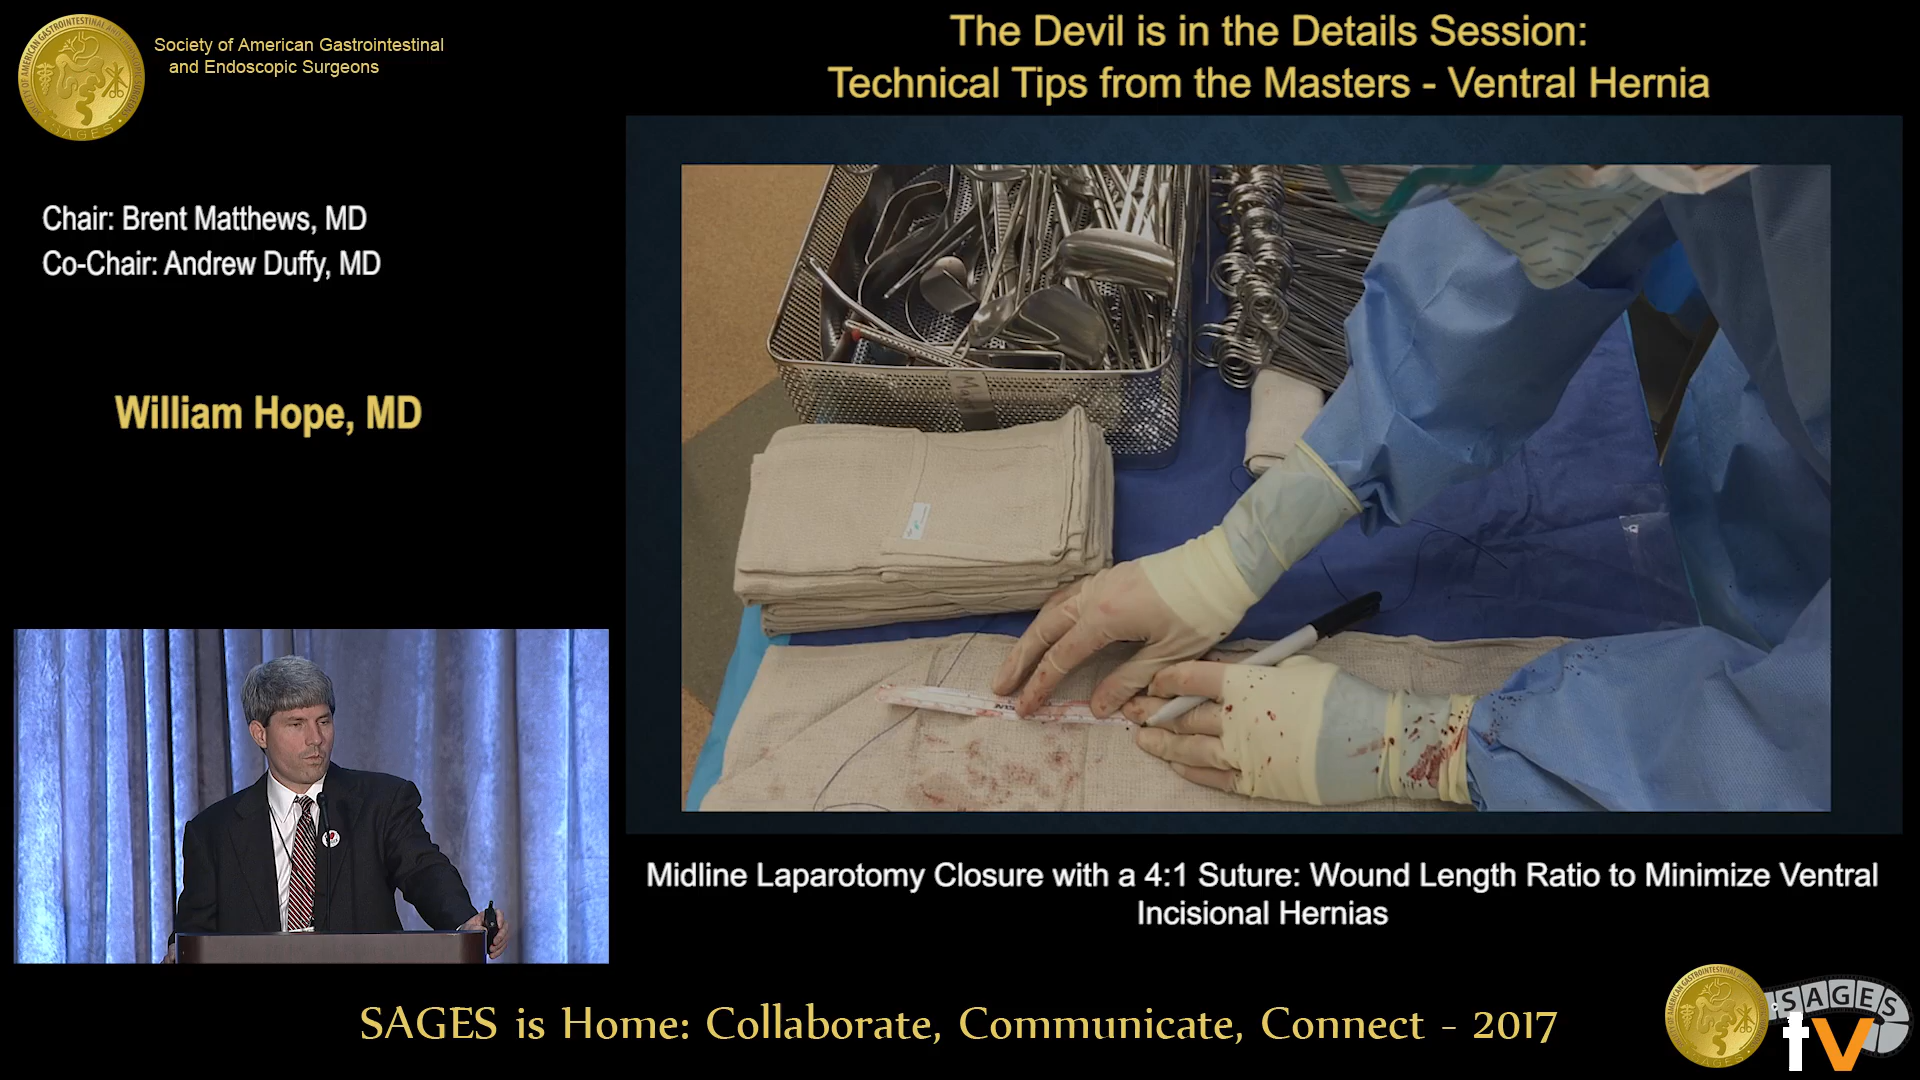 Society of American Gastrointestinal
and Endoscopic Surgeons
The Devil is in the Details Session:
Technical Tips from the Masters - Ventral Hernia
Chair: Brent Matthews, MD
Co-Chair: Andrew Duffy, MD
William Hope, MD
Midline Laparotomy Closure with a 4:1 Suture: Wound Length Ratio to Minimize Ventral
Incisional Hernias
SAGES is Home: Collaborate, Communicate, Connect - 2017
SAGES
tv
SAGES